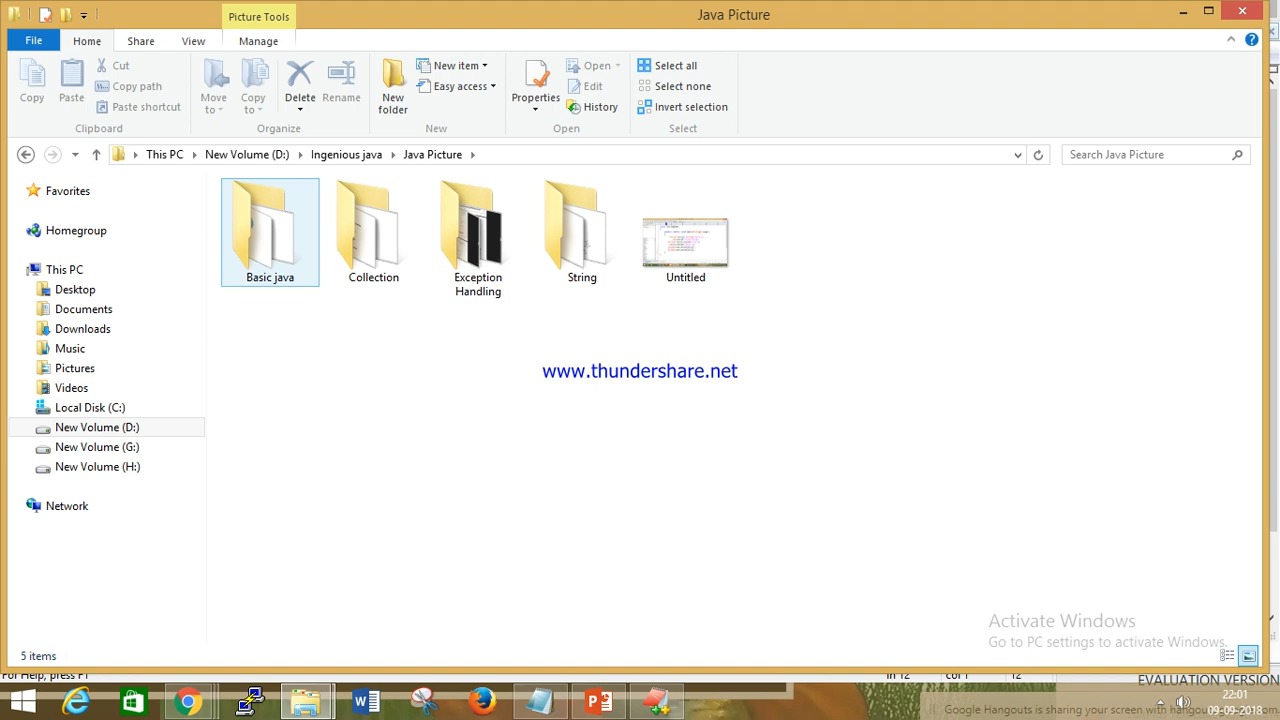 Picture Tools
Java Picture
File
Home
Share
View
Manage
Copy
Paste
Cut
Copy path
Paste shortcut
Clipboard
Move to
Copy to
Delete
Rename
Organize
New folder
New item
Easy access
New
Properties
Open
Edit
History
Open
Select all
Select none
Invert selection
Select
This PC
New Volume (D:)
Ingenious java
Java Picture
Search Java Picture
Favorites
Homegroup
This PC
Desktop
Documents
Downloads
Music
Pictures
Videos
Local Disk (C:)
New Volume (D:)
New Volume (G:)
New Volume (H:)
Network
Basic java
Collection
Exception
Handling
String
Untitled
www.thundershare.net
Activate Windows
Go to PC settings to activate Windows.
5 items
For Help, press F1
ln 12
col 1
12
EVALUATION VERSION
22:01
09-09-2018
Google Hangouts is sharing your screen with